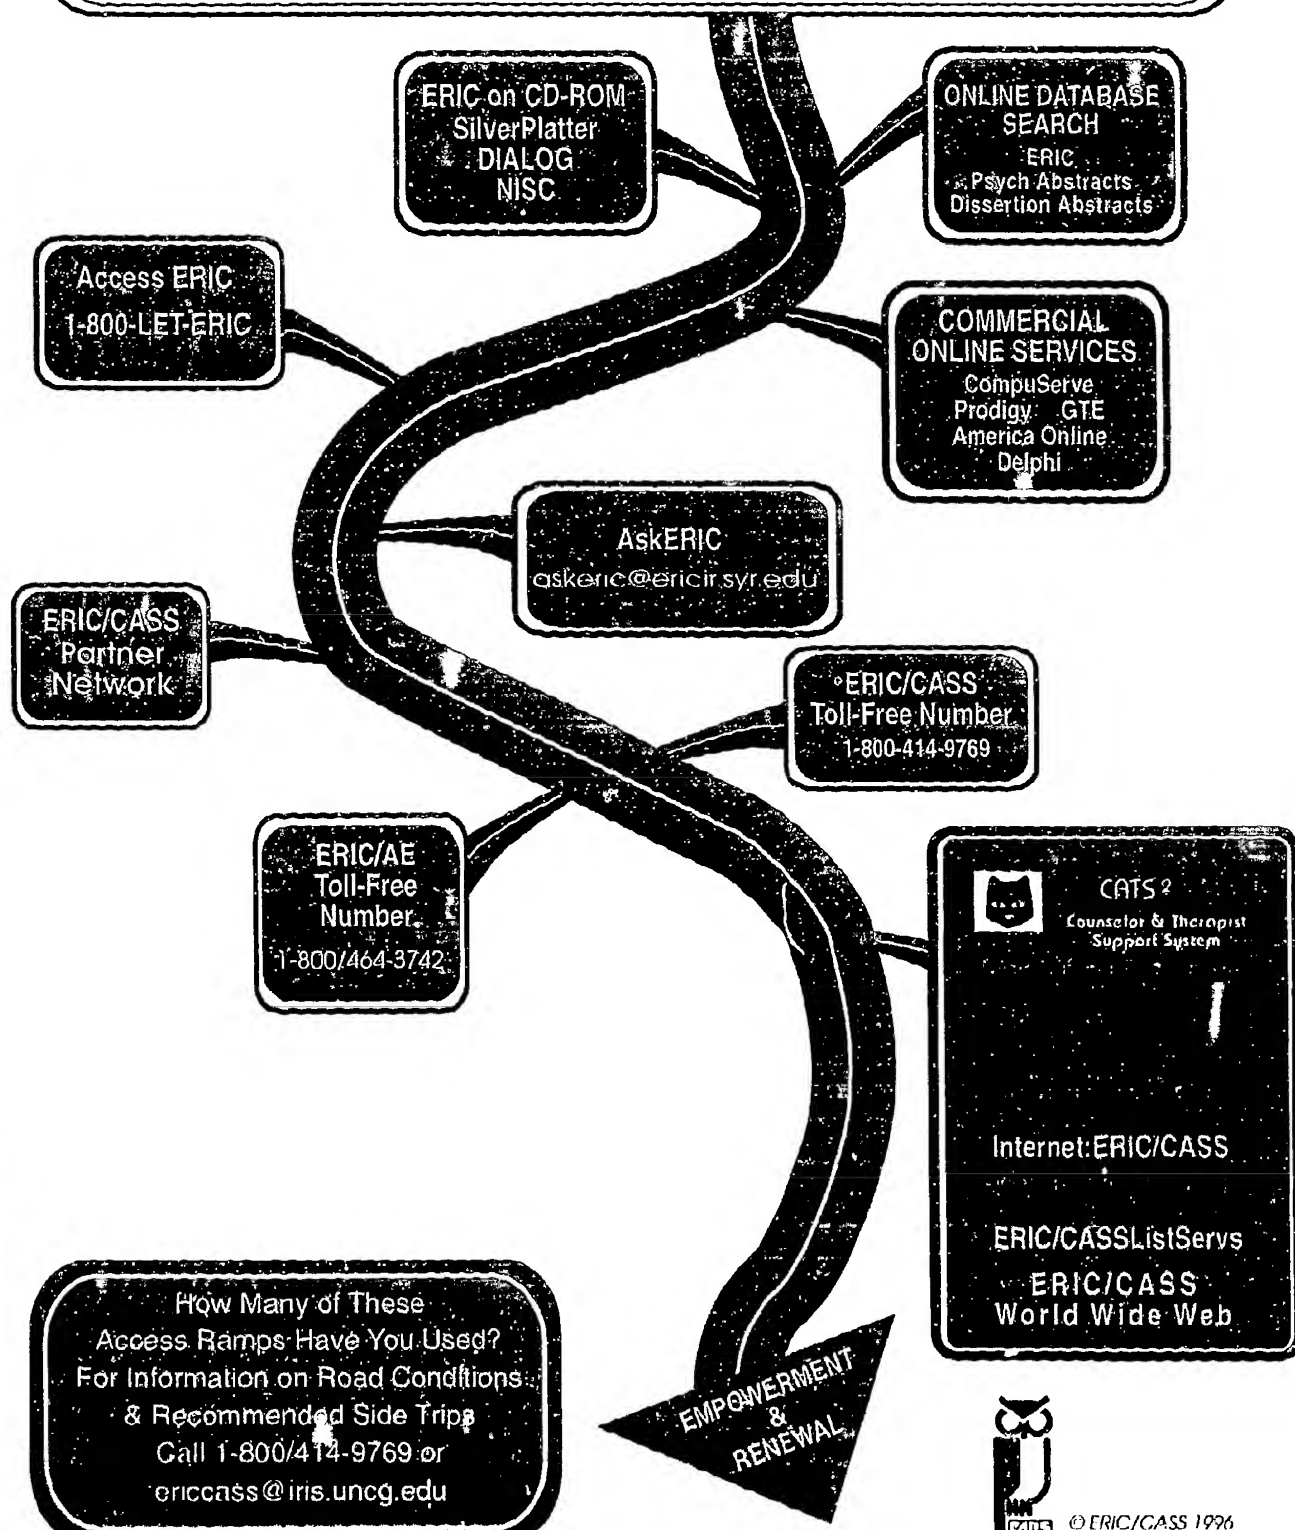 ERIC on CD-ROM
SilverPlatter
DIALOG
NISC
ONLINE DATABASE
SEARCH
ERIC
Psych Abstracts
Dissertion Abstracts
Access ERIC
1-800-LET-ERIC
COMMERCIAL
ONLINE SERVICES
CompuServe
Prodigy GTE
America Online
Delphi
AskERIC
askeric@ericir.syr.edu
ERIC/CASS
Partner
Network
ERIC/CASS
Toll-Free Number
1-800-414-9769
ERIC/AE
Toll-Free
Number
1-800/464-3742
CATS²
Counselor & Therapist
Support System
Internet:ERIC/CASS
ERIC/CASSListServs
ERIC/CASS
World Wide Web
How Many of These
Access Ramps Have You Used?
For Information on Road Conditions
& Recommended Side Trips
Call 1-800/414-9769 or
ericcass@iris.uncg.edu
EMPOWERMENT
&
RENEWAL
© ERIC/CASS 1996